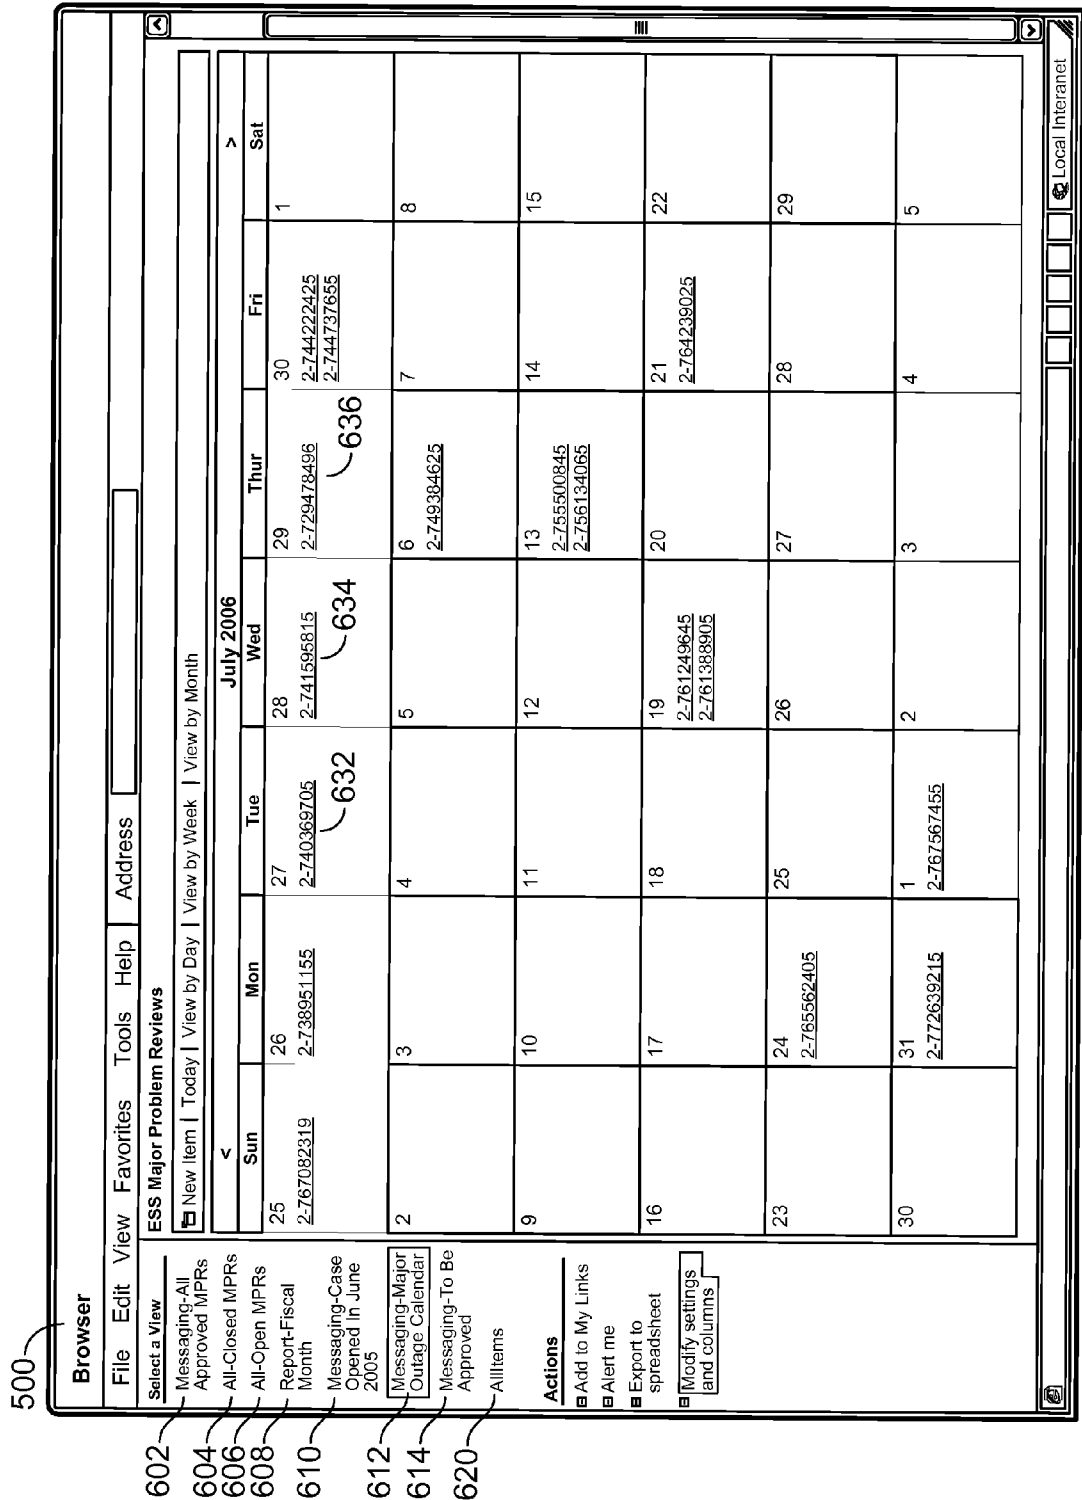 500
Browser
File Edit View Favorites Tools Help Address
Select a View
602 Messaging-All
Approved MPRs
604 All-Closed MPRs
606 All-Open MPRs
608 Report-Fiscal
Month
610 Messaging-Case
Opened In June
2005
612 Messaging-Major
Outage Calendar
614 Messaging-To Be
Approved
620 AllItems
Actions
Add to My Links
Alert me
Export to
spreadsheet
Modify settings
and columns
ESS Major Problem Reviews
New Item | Today | View by Day | View by Week | View by Month
< July 2006 >
Sun Mon Tue Wed Thur Fri Sat
25 26 27 28 29 30 1
2-767082319 2-738951155 2-740369705 2-741595815 2-729478496 2-744222425
2-744737655
632 634 636
2 3 4 5 6 7 8
2-749384625
9 10 11 12 13 14 15
2-755500845
2-756134065
16 17 18 19 20 21 22
2-761249645 2-764239025
2-761388905
23 24 25 26 27 28 29
2-765562405
30 31 1 2 3 4 5
2-772639215 2-767567455
Local Interanet